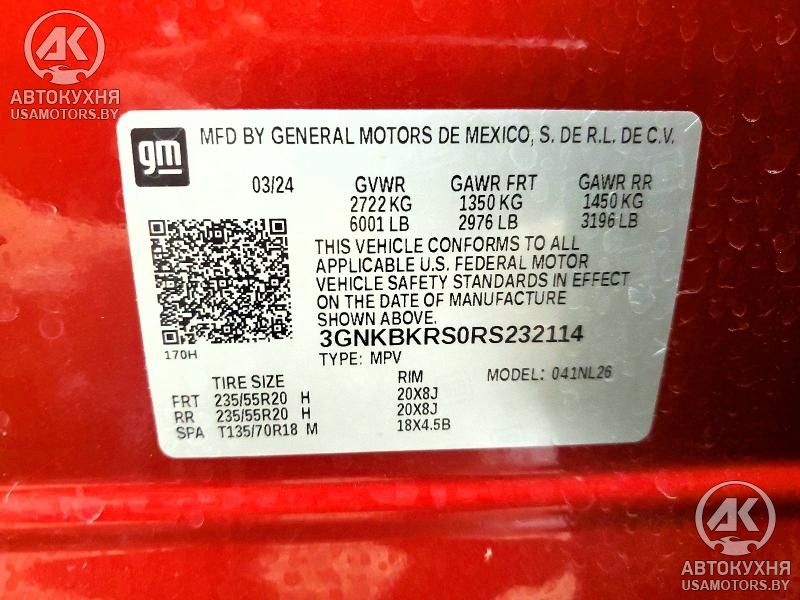 AK
АВТОКУХНЯ
USAMOTORS.BY
gm
MFD BY GENERAL MOTORS DE MEXICO, S. DE R.L. DE C.V.
03/24 GVWR GAWR FRT GAWR RR
2722 KG 1350 KG 1450 KG
6001 LB 2976 LB 3196 LB
THIS VEHICLE CONFORMS TO ALL
APPLICABLE U.S. FEDERAL MOTOR
VEHICLE SAFETY STANDARDS IN EFFECT
ON THE DATE OF MANUFACTURE
SHOWN ABOVE
3GNKBKRS0RS232114
170H
TYPE: MPV MODEL: 041NL26
TIRE SIZE RIM
FRT 235/55R20 H 20X8J
RR 235/55R20 H 20X8J
SPA T135/70R18 M 18X4.5B
AK
АВТОКУХНЯ
USAMOTORS.BY